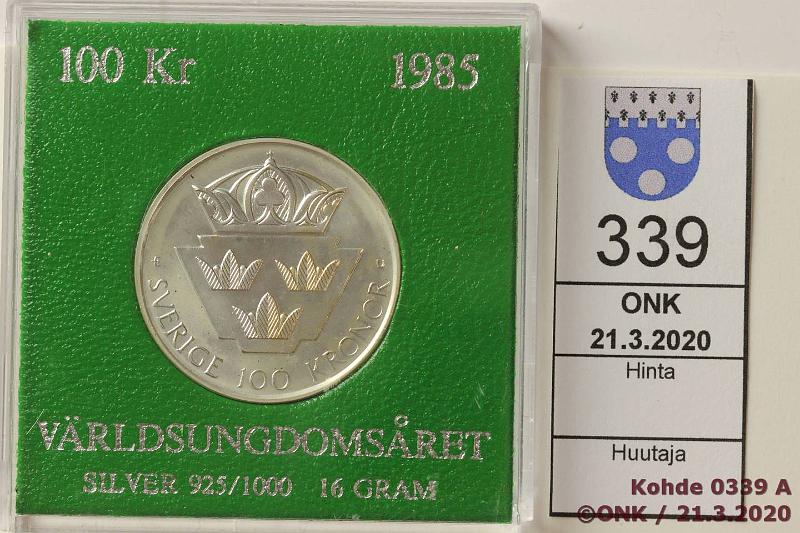 100 Kr 1985
SVERIGE 100 KRONOR
VÄRLDSUNGDOMSÅRET
SILVER 925/1000 16 GRAM
339
ONK
21.3.2020
Hinta
Huutaja
Kohde 0339 A
©ONK / 21.3.2020